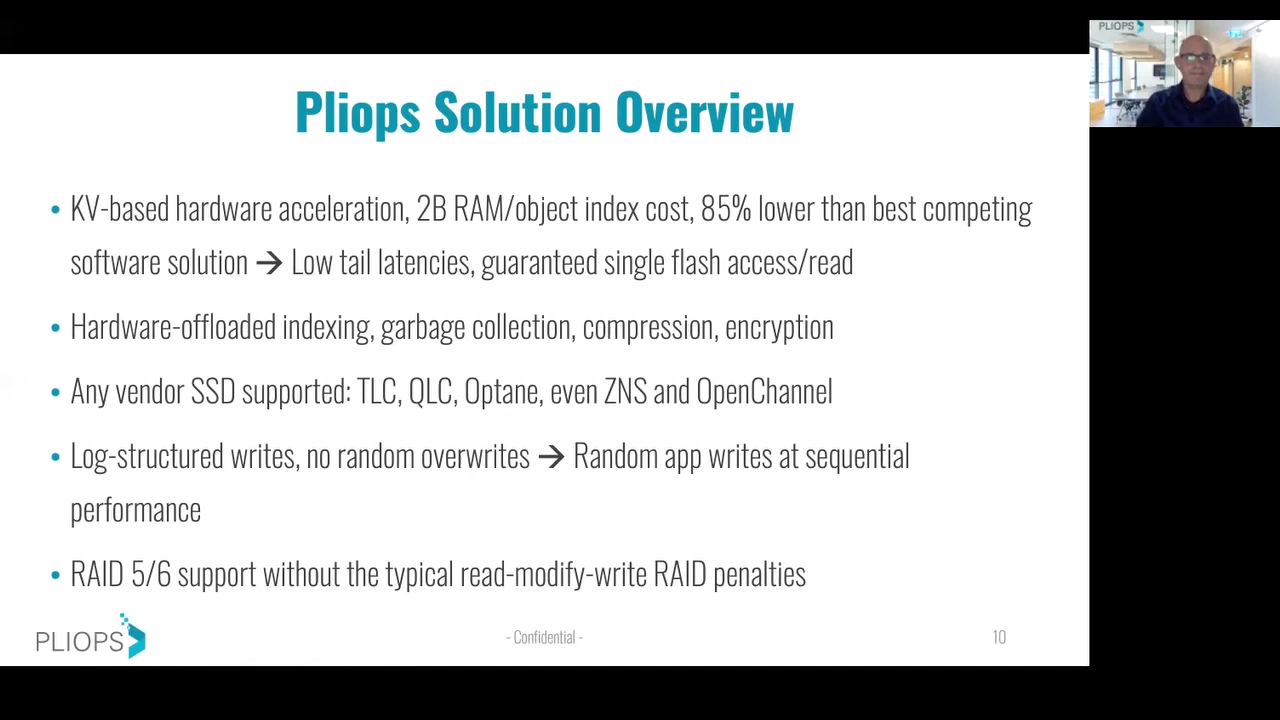 PLIOPS
Pliops Solution Overview
• KV-based hardware acceleration, 2B RAM/object index cost, 85% lower than best competing
software solution → Low tail latencies, guaranteed single flash access/read
• Hardware-offloaded indexing, garbage collection, compression, encryption
• Any vendor SSD supported: TLC, QLC, Optane, even ZNS and OpenChannel
• Log-structured writes, no random overwrites → Random app writes at sequential
performance
• RAID 5/6 support without the typical read-modify-write RAID penalties
PLIOPS
- Confidential -
10